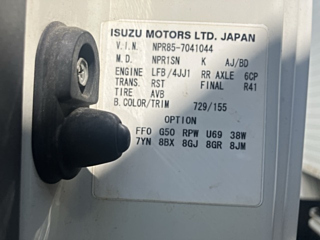 ISUZU MOTORS LTD. JAPAN
V.I.N. NPR85-7041044
M.D. NPR1SN K AJ/BD
ENGINE LFB/4JJ1 RR AXLE 6CP
TRANS. RST FINAL R41
TIRE AVB
B.COLOR/TRIM 729/155
OPTION
FF0 G50 RPW U69 38W
7YN 8BX 8GJ 8GR 8JM